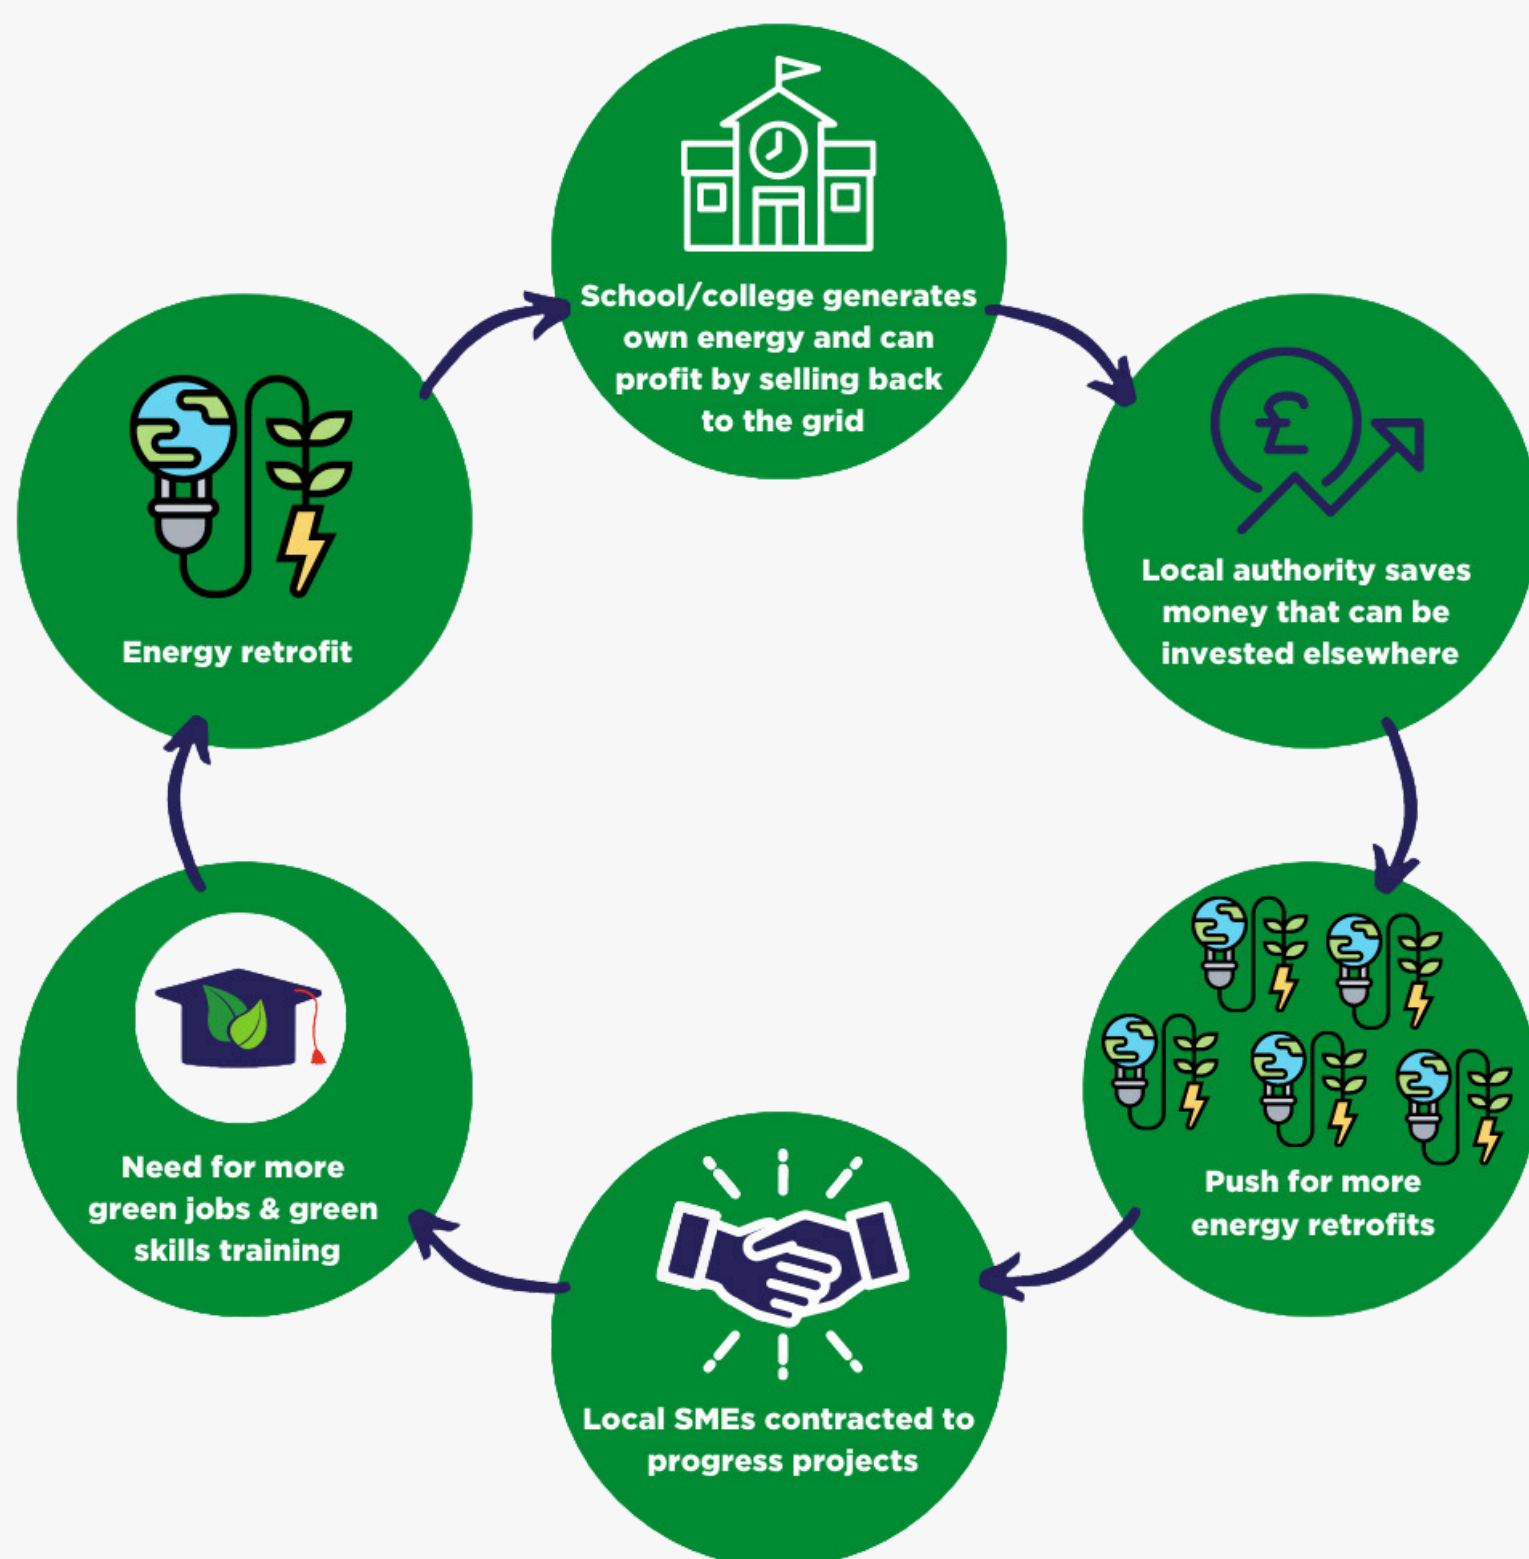 School/college generates
own energy and can
profit by selling back
to the grid
Local authority saves
money that can be
invested elsewhere
Push for more
energy retrofits
Local SMEs contracted to
progress projects
Need for more
green jobs & green
skills training
Energy retrofit
£